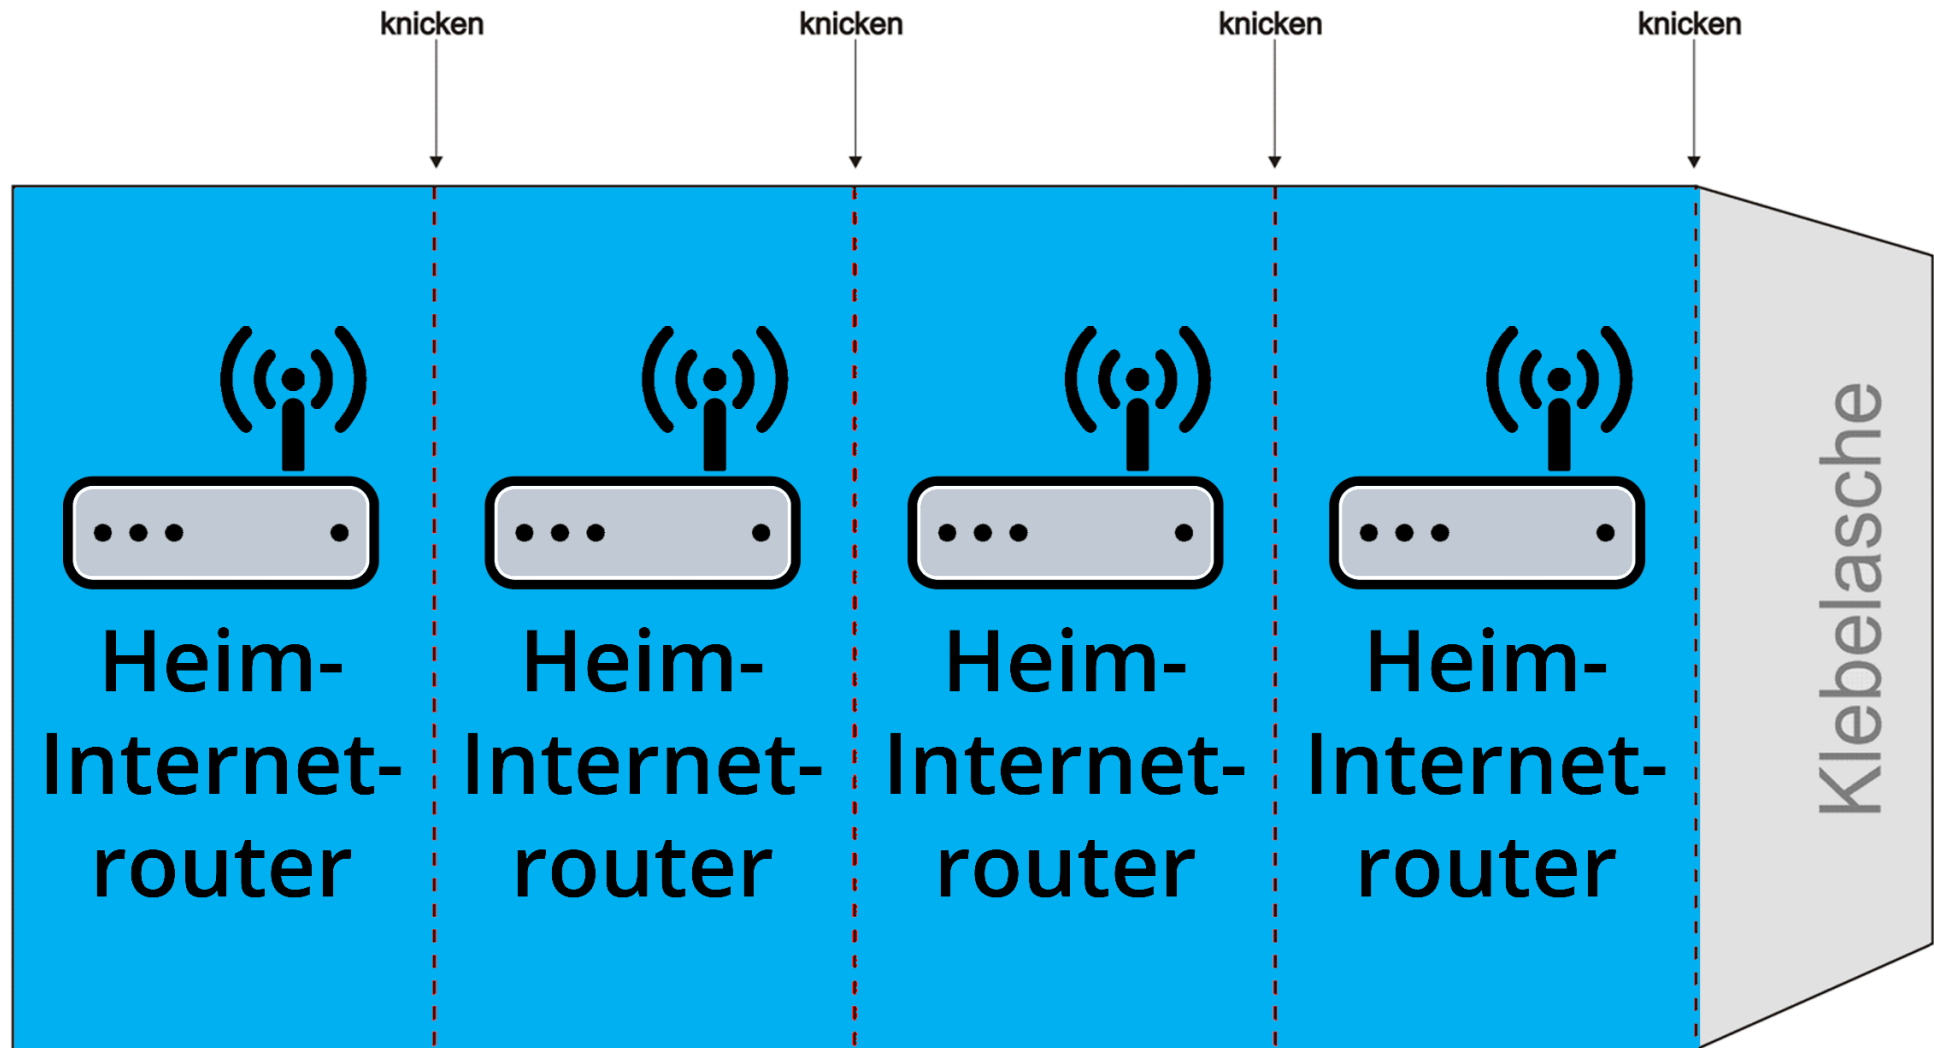 knicken knicken knicken knicken
Heim- Heim- Heim- Heim-
Internet- Internet- Internet- Internet-
router router router router
Klebelasche